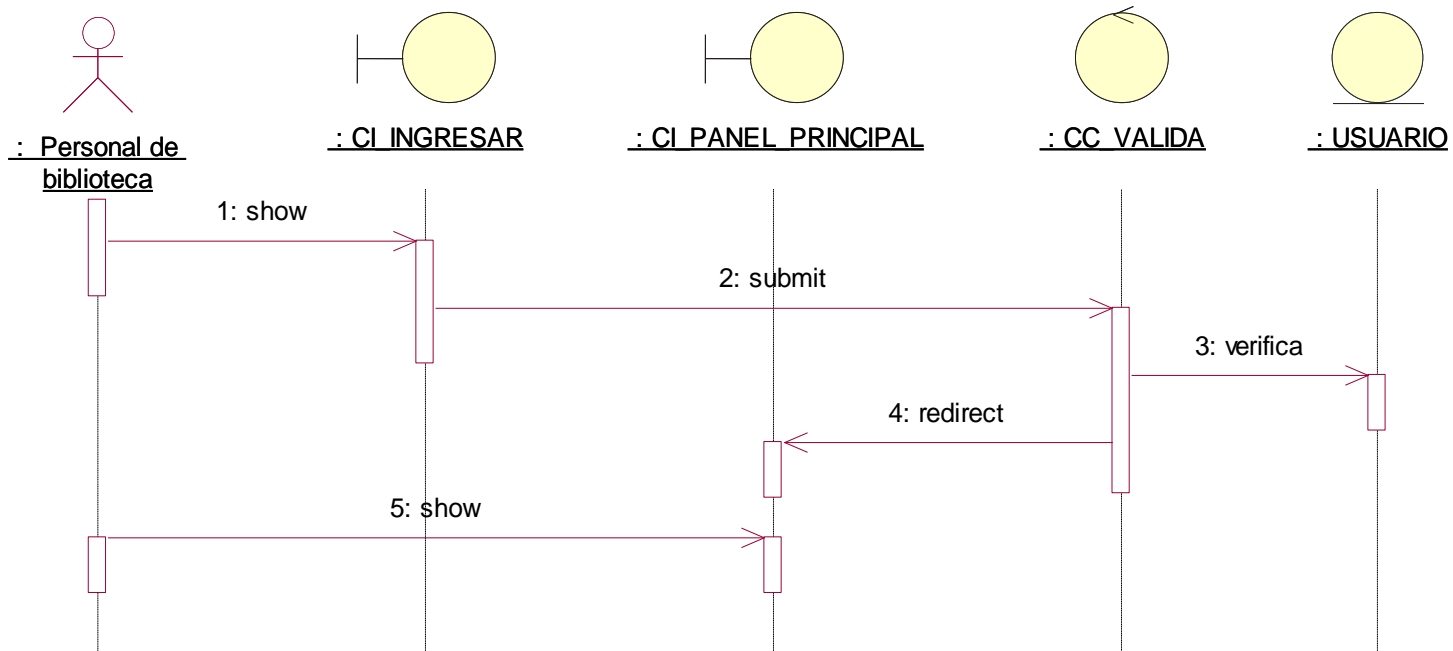 : Personal de
biblioteca
: CI_INGRESAR
: CI_PANEL_PRINCIPAL
: CC_VALIDA
: USUARIO
1: show
2: submit
3: verifica
4: redirect
5: show